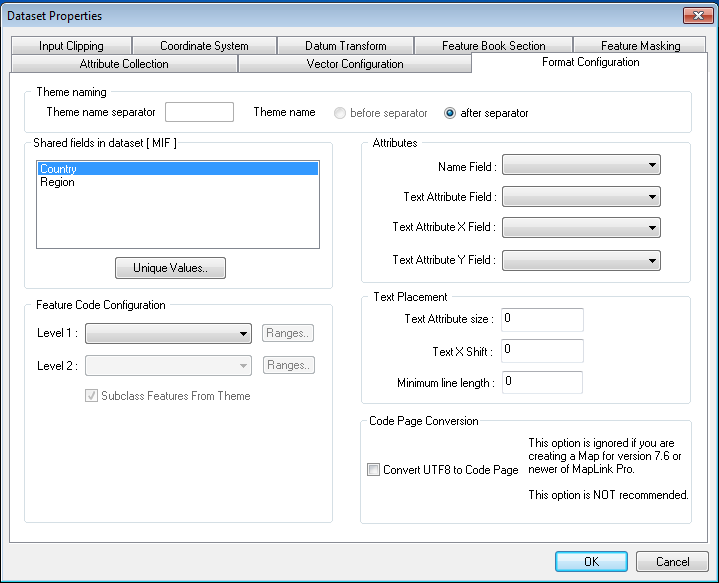 Dataset Properties
Input Clipping
Coordinate System
Datum Transform
Feature Book Section
Feature Masking
Attribute Collection
Vector Configuration
Format Configuration
Theme naming
Theme name separator
Theme name
before separator
after separator
Shared fields in dataset [ MIF ]
Country
Region
Unique Values..
Attributes
Name Field :
Text Attribute Field :
Text Attribute X Field :
Text Attribute Y Field :
Feature Code Configuration
Level 1 :
Ranges..
Level 2 :
Ranges..
Subclass Features From Theme
Text Placement
Text Attribute size : 0
Text X Shift : 0
Minimum line length : 0
Code Page Conversion
Convert UTF8 to Code Page
This option is ignored if you are
creating a Map for version 7.6 or
newer of MapLink Pro.
This option is NOT recommended.
OK
Cancel